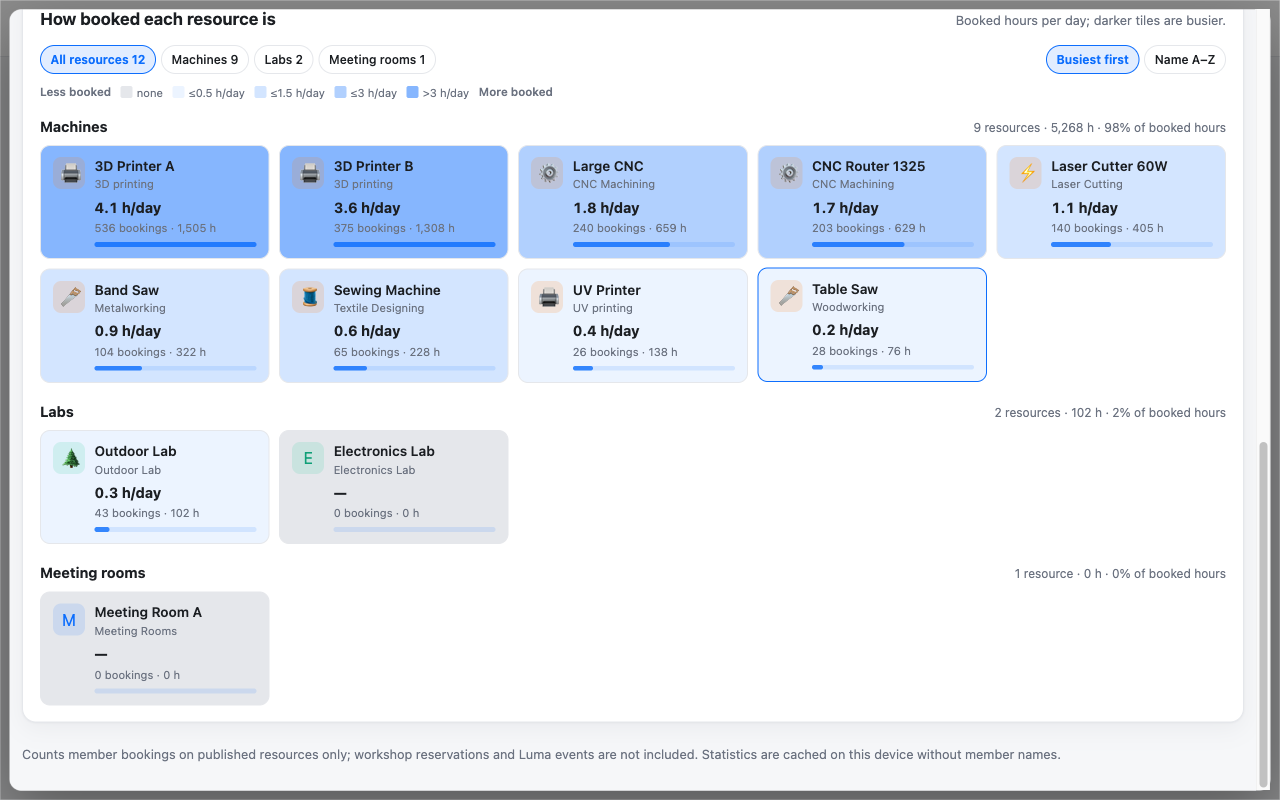 How booked each resource is
Booked hours per day; darker tiles are busier.
All resources 12 Machines 9 Labs 2 Meeting rooms 1
Busiest first Name A–Z
Less booked none ≤0.5 h/day ≤1.5 h/day ≤3 h/day >3 h/day More booked
Machines
9 resources · 5,268 h · 98% of booked hours
3D Printer A
3D printing
4.1 h/day
536 bookings · 1,505 h
3D Printer B
3D printing
3.6 h/day
375 bookings · 1,308 h
Large CNC
CNC Machining
1.8 h/day
240 bookings · 659 h
CNC Router 1325
CNC Machining
1.7 h/day
203 bookings · 629 h
Laser Cutter 60W
Laser Cutting
1.1 h/day
140 bookings · 405 h
Band Saw
Metalworking
0.9 h/day
104 bookings · 322 h
Sewing Machine
Textile Designing
0.6 h/day
65 bookings · 228 h
UV Printer
UV printing
0.4 h/day
26 bookings · 138 h
Table Saw
Woodworking
0.2 h/day
28 bookings · 76 h
Labs
2 resources · 102 h · 2% of booked hours
Outdoor Lab
Outdoor Lab
0.3 h/day
43 bookings · 102 h
E
Electronics Lab
Electronics Lab
—
0 bookings · 0 h
Meeting rooms
1 resource · 0 h · 0% of booked hours
M
Meeting Room A
Meeting Rooms
—
0 bookings · 0 h
Counts member bookings on published resources only; workshop reservations and Luma events are not included. Statistics are cached on this device without member names.